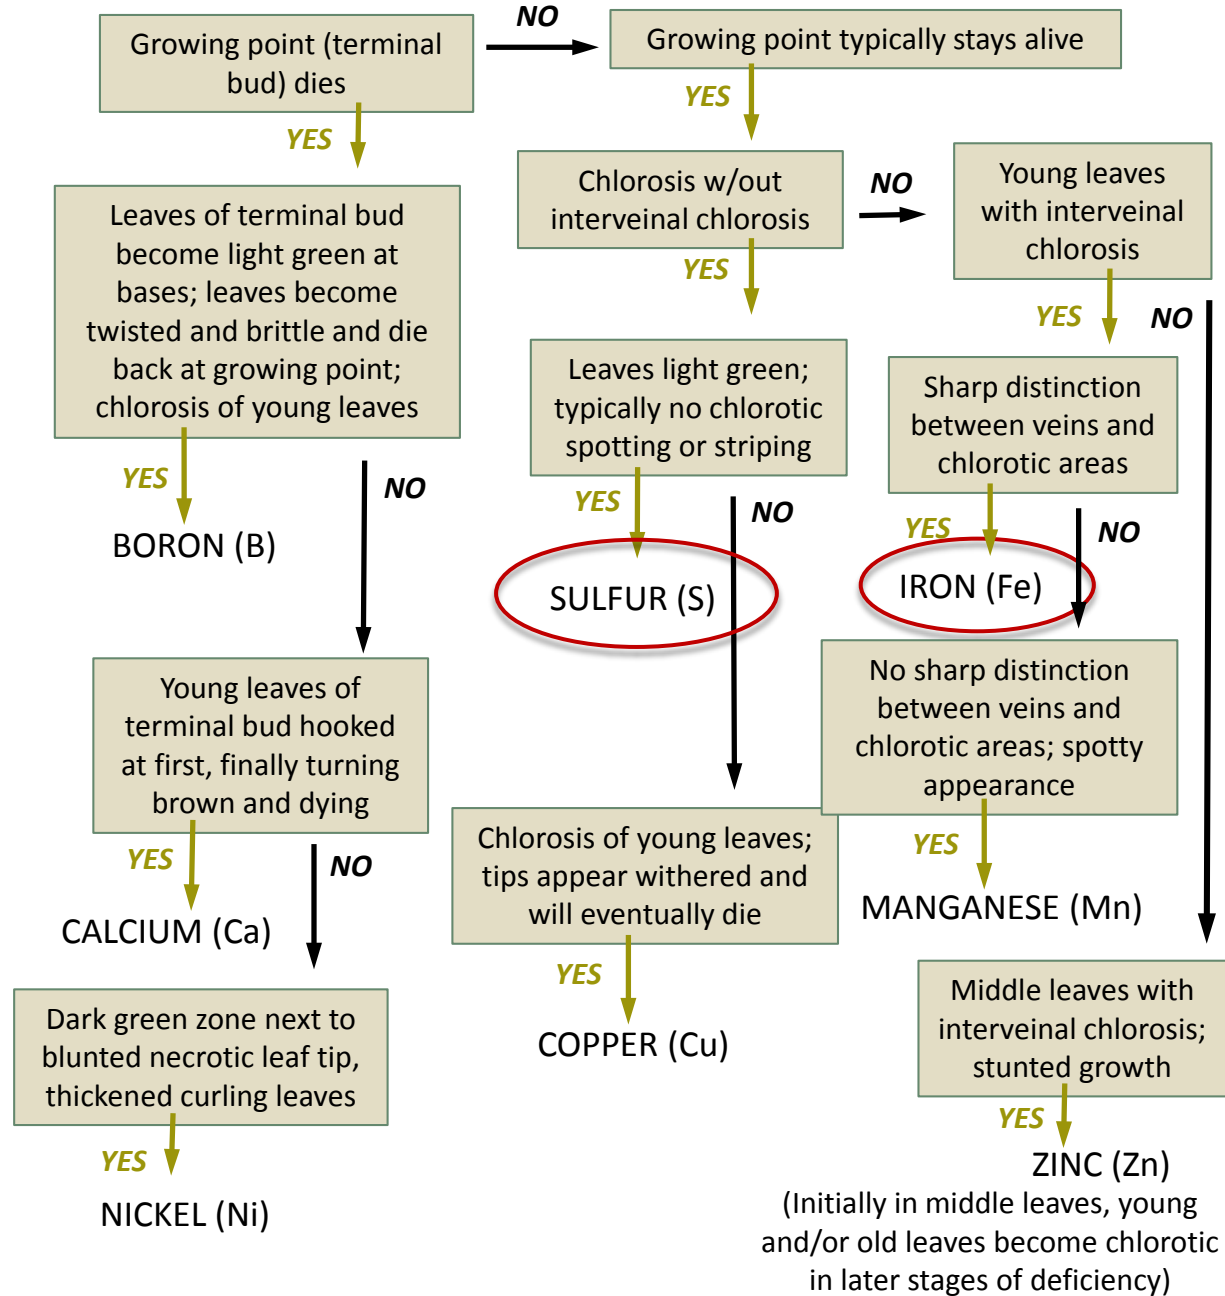 Growing point (terminal
bud) dies
NO
Growing point typically stays alive
YES
YES
Chlorosis w/out
interveinal chlorosis
NO
Young leaves
with interveinal
chlorosis
Leaves of terminal bud
become light green at
bases; leaves become
twisted and brittle and die
back at growing point;
chlorosis of young leaves
YES
YES
NO
Leaves light green;
typically no chlorotic
spotting or striping
Sharp distinction
between veins and
chlorotic areas
YES
NO
BORON (B)
YES
NO
SULFUR (S)
YES
NO
IRON (Fe)
Young leaves of
terminal bud hooked
at first, finally turning
brown and dying
No sharp distinction
between veins and
chlorotic areas; spotty
appearance
YES
NO
CALCIUM (Ca)
Chlorosis of young leaves;
tips appear withered and
will eventually die
YES
MANGANESE (Mn)
Dark green zone next to
blunted necrotic leaf tip,
thickened curling leaves
YES
COPPER (Cu)
Middle leaves with
interveinal chlorosis;
stunted growth
YES
NICKEL (Ni)
YES
ZINC (Zn)
(Initially in middle leaves, young
and/or old leaves become chlorotic
in later stages of deficiency)